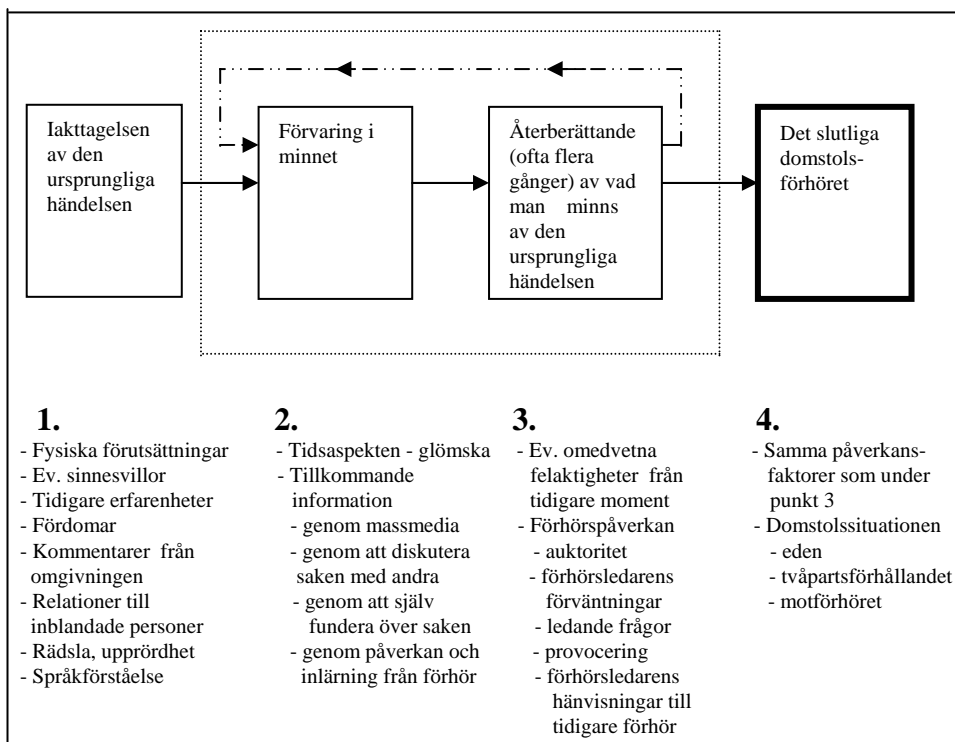 Iakttagelsen
av den
ursprungliga
händelsen
Förvaring i
minnet
Återberättande
(ofta flera
gånger) av vad
man minns
av den
ursprungliga
händelsen
Det slutliga
domstols-
förhöret
1.
- Fysiska förutsättningar
- Ev. sinnesvillor
- Tidigare erfarenheter
- Fördomar
- Kommentarer från
omgivningen
- Relationer till
inblandade personer
- Rädsla, upprördhet
- Språkförståelse
2.
- Tidsaspekten - glömska
- Tillkommande
information
- genom massmedia
- genom att diskutera
saken med andra
- genom att själv
fundera över saken
- genom påverkan och
inlärning från förhör
3.
- Ev. omedvetna
felaktigheter från
tidigare moment
- Förhörspåverkan
- auktoritet
- förhörsledarens
förväntningar
- ledande frågor
- provocering
- förhörsledarens
hänvisningar till
tidigare förhör
4.
- Samma påverkans-
faktorer som under
punkt 3
- Domstolssituationen
- eden
- tvåpartsförhållandet
- motförhöret